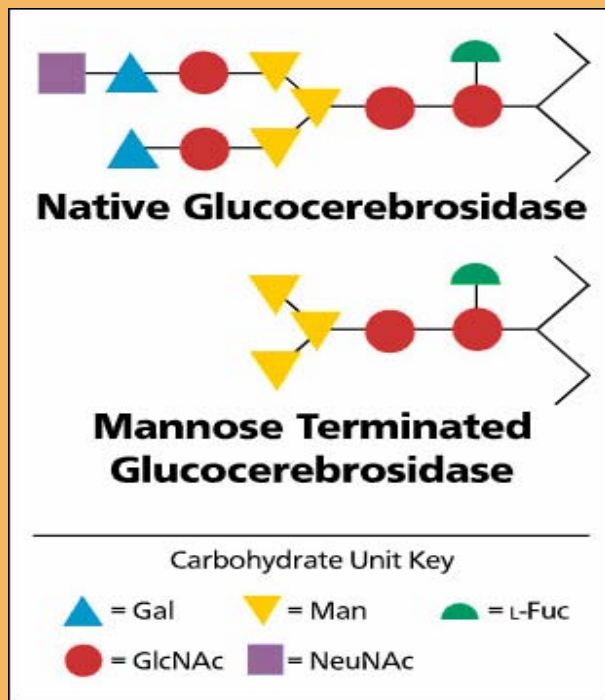 Native Glucocerebrosidase
Mannose Terminated
Glucocerebrosidase
Carbohydrate Unit Key
= Gal = Man = L-Fuc
= GlcNAc = NeuNAc